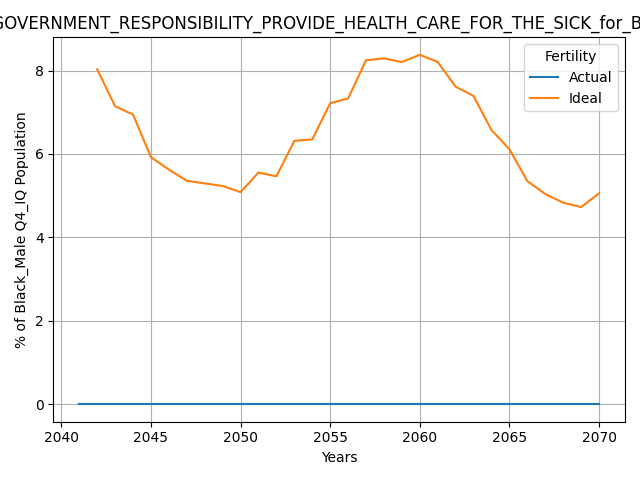 GOVERNMENT_RESPONSIBILITY_PROVIDE_HEALTH_CARE_FOR_THE_SICK_for_B
Fertility
Actual
Ideal
% of Black_Male Q4_IQ Population
8
6
4
2
0
2040 2045 2050 2055 2060 2065 2070
Years